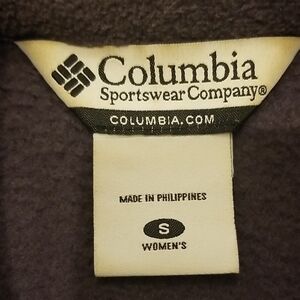 Columbia
Sportswear Company®
COLUMBIA.COM
MADE IN PHILIPPINES
S
WOMEN'S